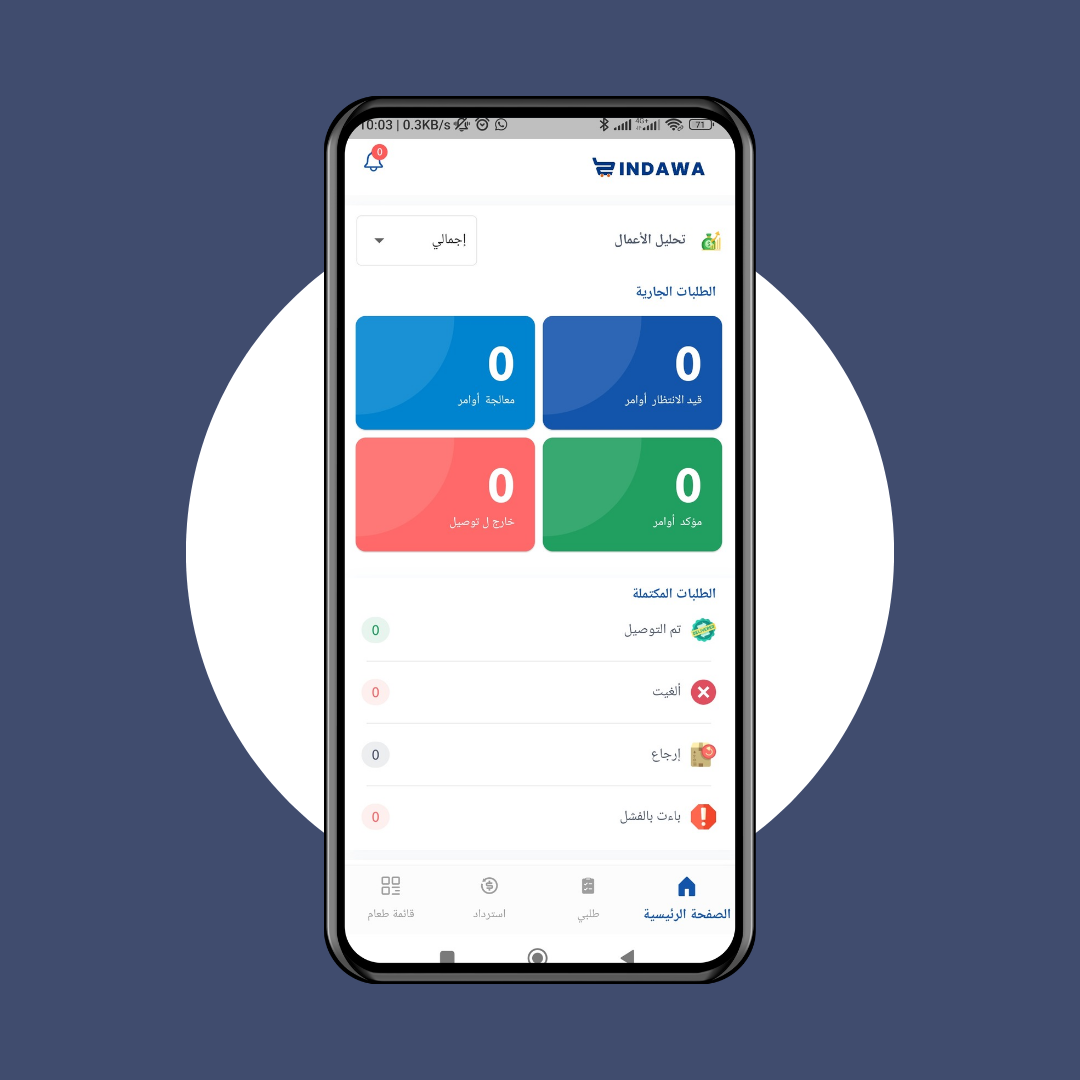 10:03 | 0.3KB/s
4G+
71
0
INDAWA
تحليل الأعمال
إجمالي
الطلبات الجارية
0
قيد الانتظار أوامر
0
معالجة أوامر
0
مؤكد أوامر
0
خارج ل توصيل
الطلبات المكتملة
تم التوصيل
0
ألغيت
0
إرجاع
0
باءت بالفشل
0
الصفحة الرئيسية
طلبي
استرداد
قائمة طعام